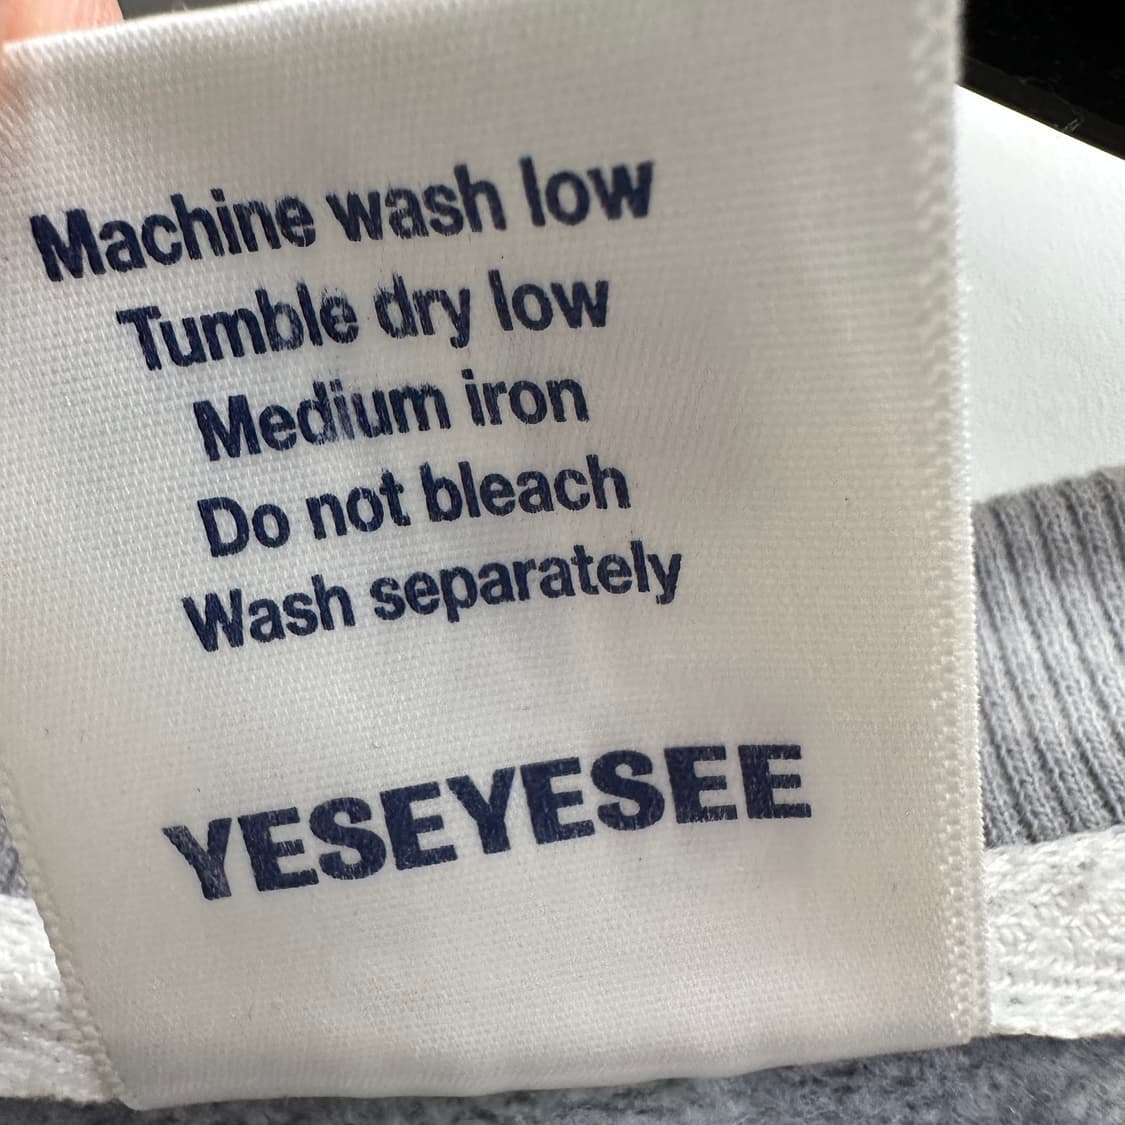 Machine wash low
Tumble dry low
Medium iron
Do not bleach
Wash separately
YESEYESEE